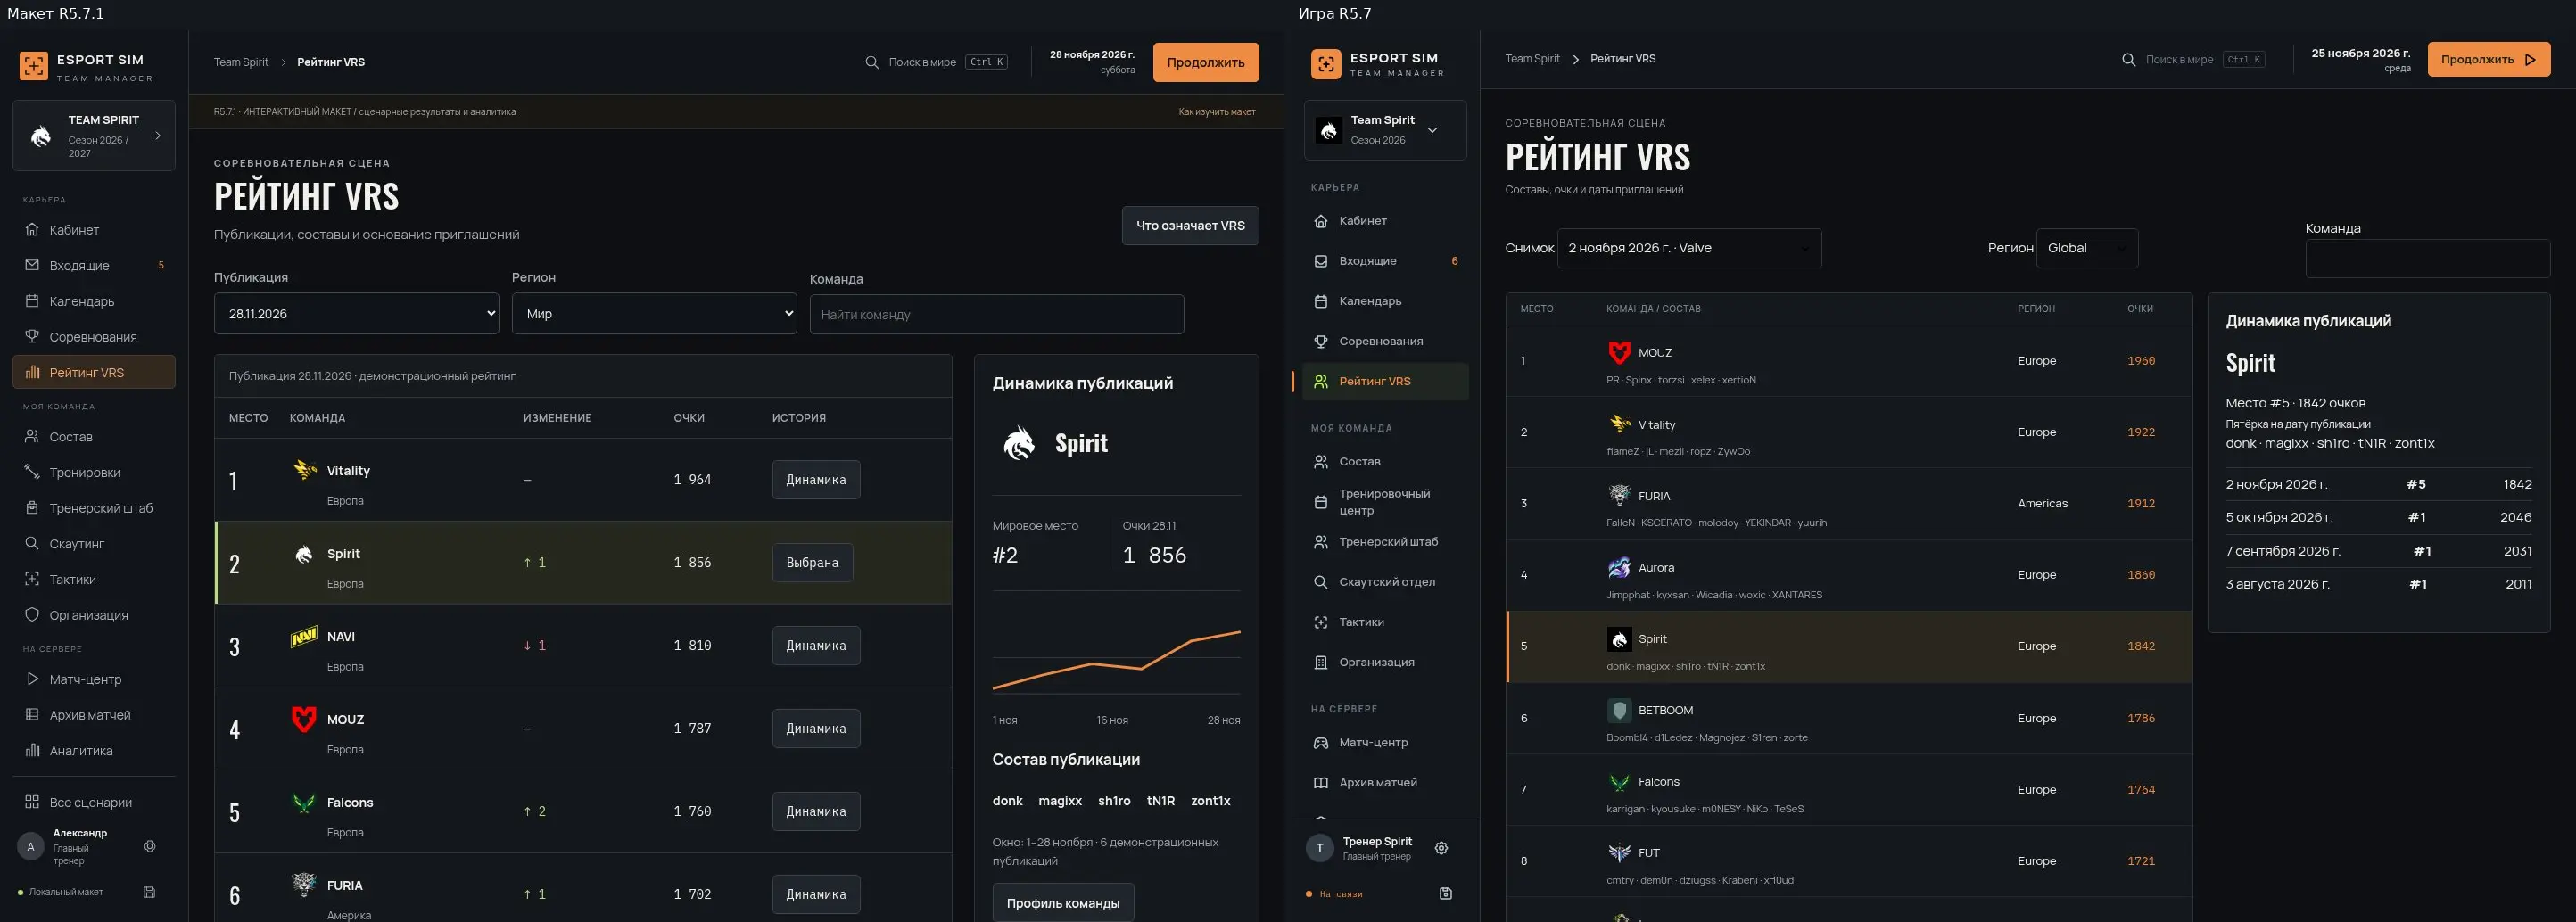 Макет R5.7.1
ESPORT SIM
TEAM MANAGER
TEAM SPIRIT
Сезон 2026 /
2027
КАРЬЕРА
Кабинет
Входящие 5
Календарь
Соревнования
Рейтинг VRS
МОЯ КОМАНДА
Состав
Тренировки
Тренерский штаб
Скаутинг
Тактики
Организация
НА СЕРВЕРЕ
Матч-центр
Архив матчей
Аналитика
Все сценарии
А
Александр
Главный
тренер
Локальный макет
Team Spirit > Рейтинг VRS
Поиск в мире Ctrl K
28 ноября 2026 г.
суббота
Продолжить
R5.7.1 · ИНТЕРАКТИВНЫЙ МАКЕТ / сценарные результаты и аналитика
Как изучить макет
СОРЕВНОВАТЕЛЬНАЯ СЦЕНА
РЕЙТИНГ VRS
Публикации, составы и основание приглашений
Что означает VRS
Публикация Регион Команда
28.11.2026 Мир Найти команду
Публикация 28.11.2026 · демонстрационный рейтинг
МЕСТО КОМАНДА ИЗМЕНЕНИЕ ОЧКИ ИСТОРИЯ
1 Vitality — 1 964 Динамика
Европа
2 Spirit ↑ 1 1 856 Выбрана
Европа
3 NAVI ↓ 1 1 810 Динамика
Европа
4 MOUZ — 1 787 Динамика
Европа
5 Falcons ↑ 2 1 760 Динамика
Европа
6 FURIA ↑ 1 1 702 Динамика
Америка
Динамика публикаций
Spirit
Мировое место Очки 28.11
#2 1 856
1 ноя 16 ноя 28 ноя
Состав публикации
donk magixx sh1ro tN1R zont1x
Окно: 1–28 ноября · 6 демонстрационных
публикаций
Профиль команды
Игра R5.7
ESPORT SIM
TEAM MANAGER
Team Spirit
Сезон 2026
КАРЬЕРА
Кабинет
Входящие 6
Календарь
Соревнования
Рейтинг VRS
МОЯ КОМАНДА
Состав
Тренировочный
центр
Тренерский штаб
Скаутский отдел
Тактики
Организация
НА СЕРВЕРЕ
Матч-центр
Архив матчей
Т
Тренер Spirit
Главный тренер
На связи
Team Spirit > Рейтинг VRS
Поиск в мире Ctrl K
25 ноября 2026 г.
среда
Продолжить
СОРЕВНОВАТЕЛЬНАЯ СЦЕНА
РЕЙТИНГ VRS
Составы, очки и даты приглашений
Снимок 2 ноября 2026 г. · Valve
Регион Global
Команда
МЕСТО КОМАНДА / СОСТАВ РЕГИОН ОЧКИ
1 MOUZ Europe 1960
PR · Spinx · torzsi · xelex · xertioN
2 Vitality Europe 1922
flameZ · jL · mezii · ropz · ZywOo
3 FURIA Americas 1912
FalleN · KSCERATO · molodoy · YEKINDAR · yuurih
4 Aurora Europe 1860
Jimpphat · kyxsan · Wicadia · woxic · XANTARES
5 Spirit Europe 1842
donk · magixx · sh1ro · tN1R · zont1x
6 BETBOOM Europe 1786
Boombl4 · d1Ledez · Magnojez · S1ren · zorte
7 Falcons Europe 1764
karrigan · kyousuke · m0NESY · NiKo · TeSeS
8 FUT Europe 1721
cmtry · dem0n · dziugss · Krabeni · xfl0ud
Динамика публикаций
Spirit
Место #5 · 1842 очков
Пятёрка на дату публикации
donk · magixx · sh1ro · tN1R · zont1x
2 ноября 2026 г. #5 1842
5 октября 2026 г. #1 2046
7 сентября 2026 г. #1 2031
3 августа 2026 г. #1 2011